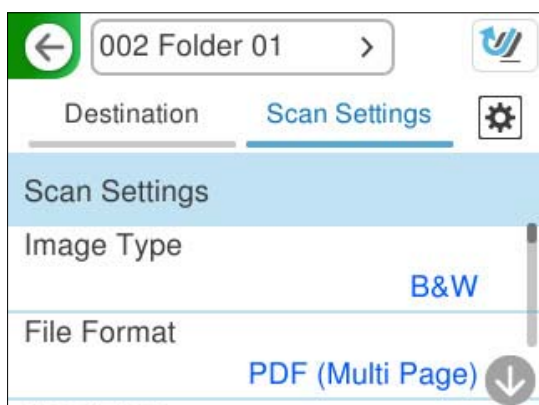 002 Folder 01 >
Destination
Scan Settings
Scan Settings
Image Type
B&W
File Format
PDF (Multi Page)